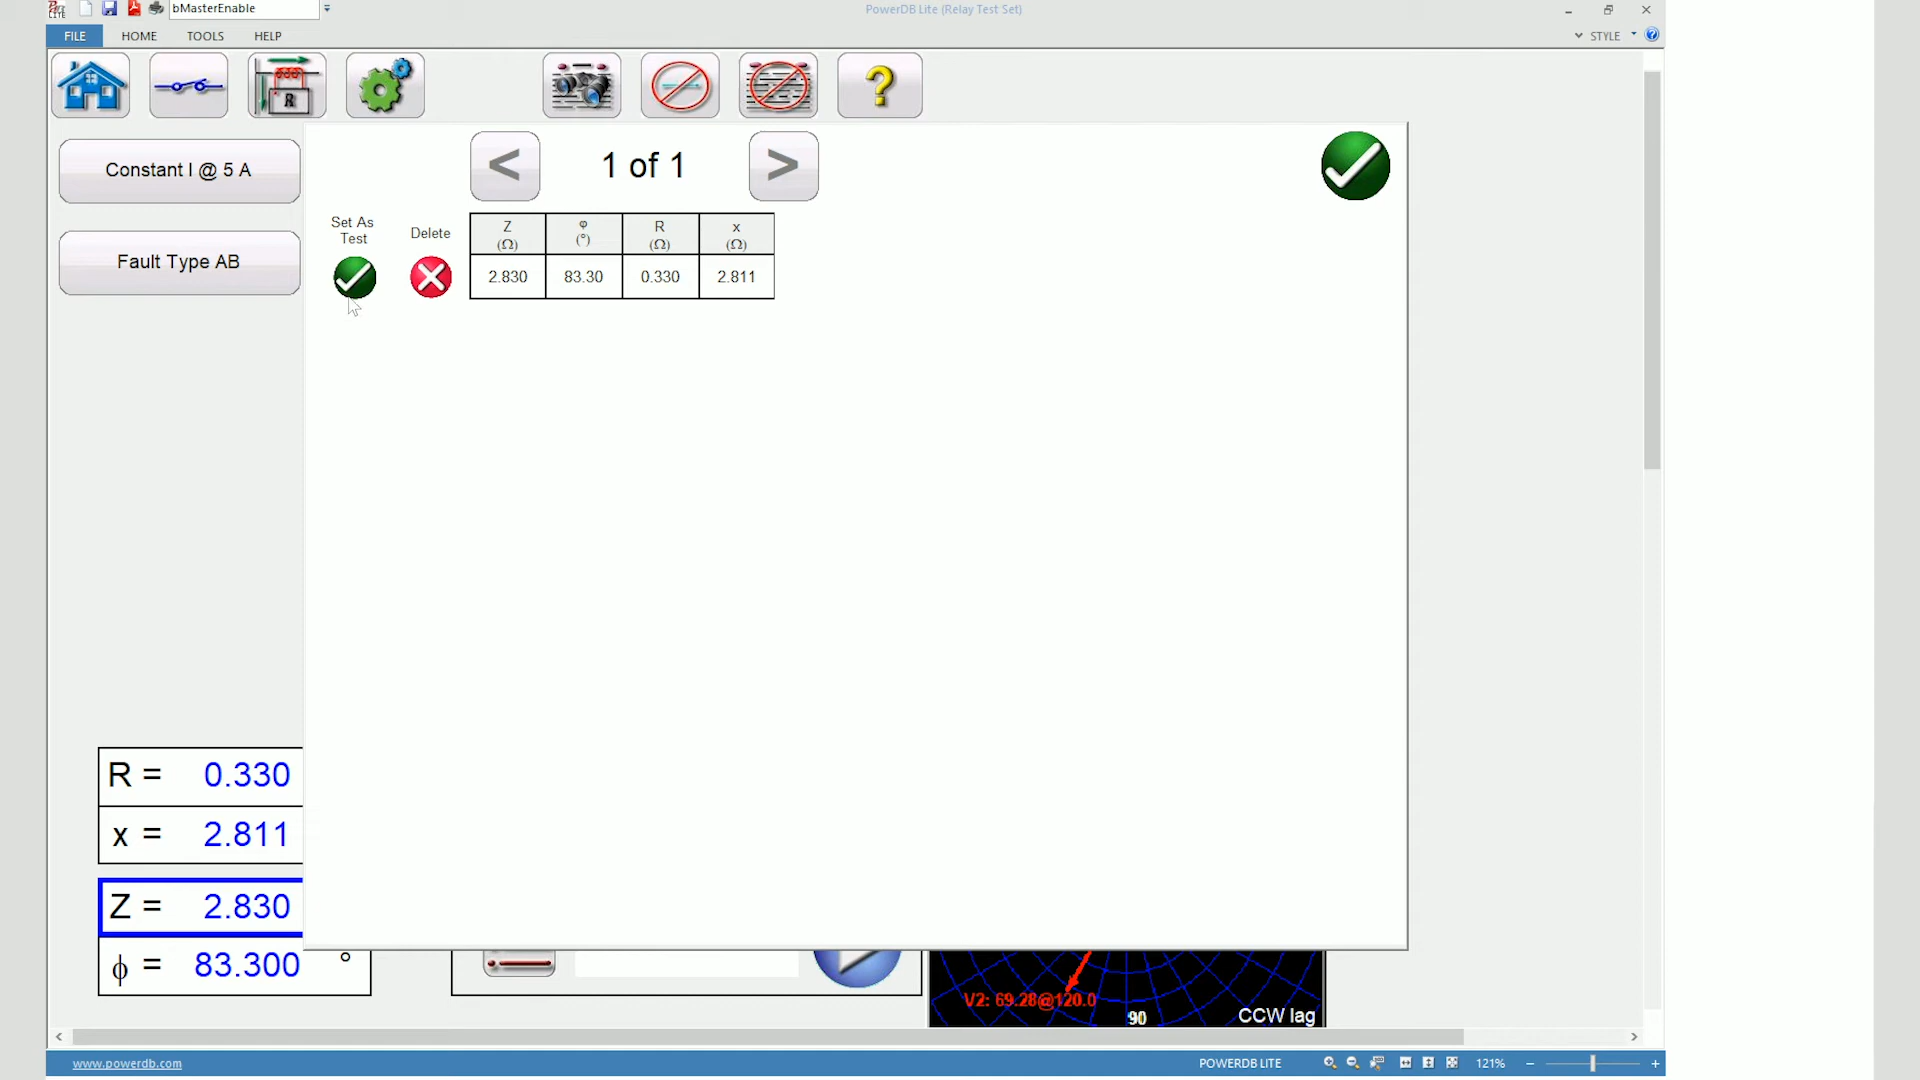 bMasterEnable
PowerDB Lite (Relay Test Set)
FILE HOME TOOLS HELP
STYLE
R
1 of 1
Constant I @ 5 A
Set As Test
Delete
Z (Ω) φ (°) R (Ω) x (Ω)
2.830 83.30 0.330 2.811
Fault Type AB
R = 0.330
x = 2.811
Z = 2.830
ϕ = 83.300 °
V2: 69.28@120.0
90
CCW lag
www.powerdb.com
POWERDB LITE
121%